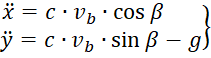 ẍ = c · v_b · cos β
ÿ = c · v_b · sin β − g}